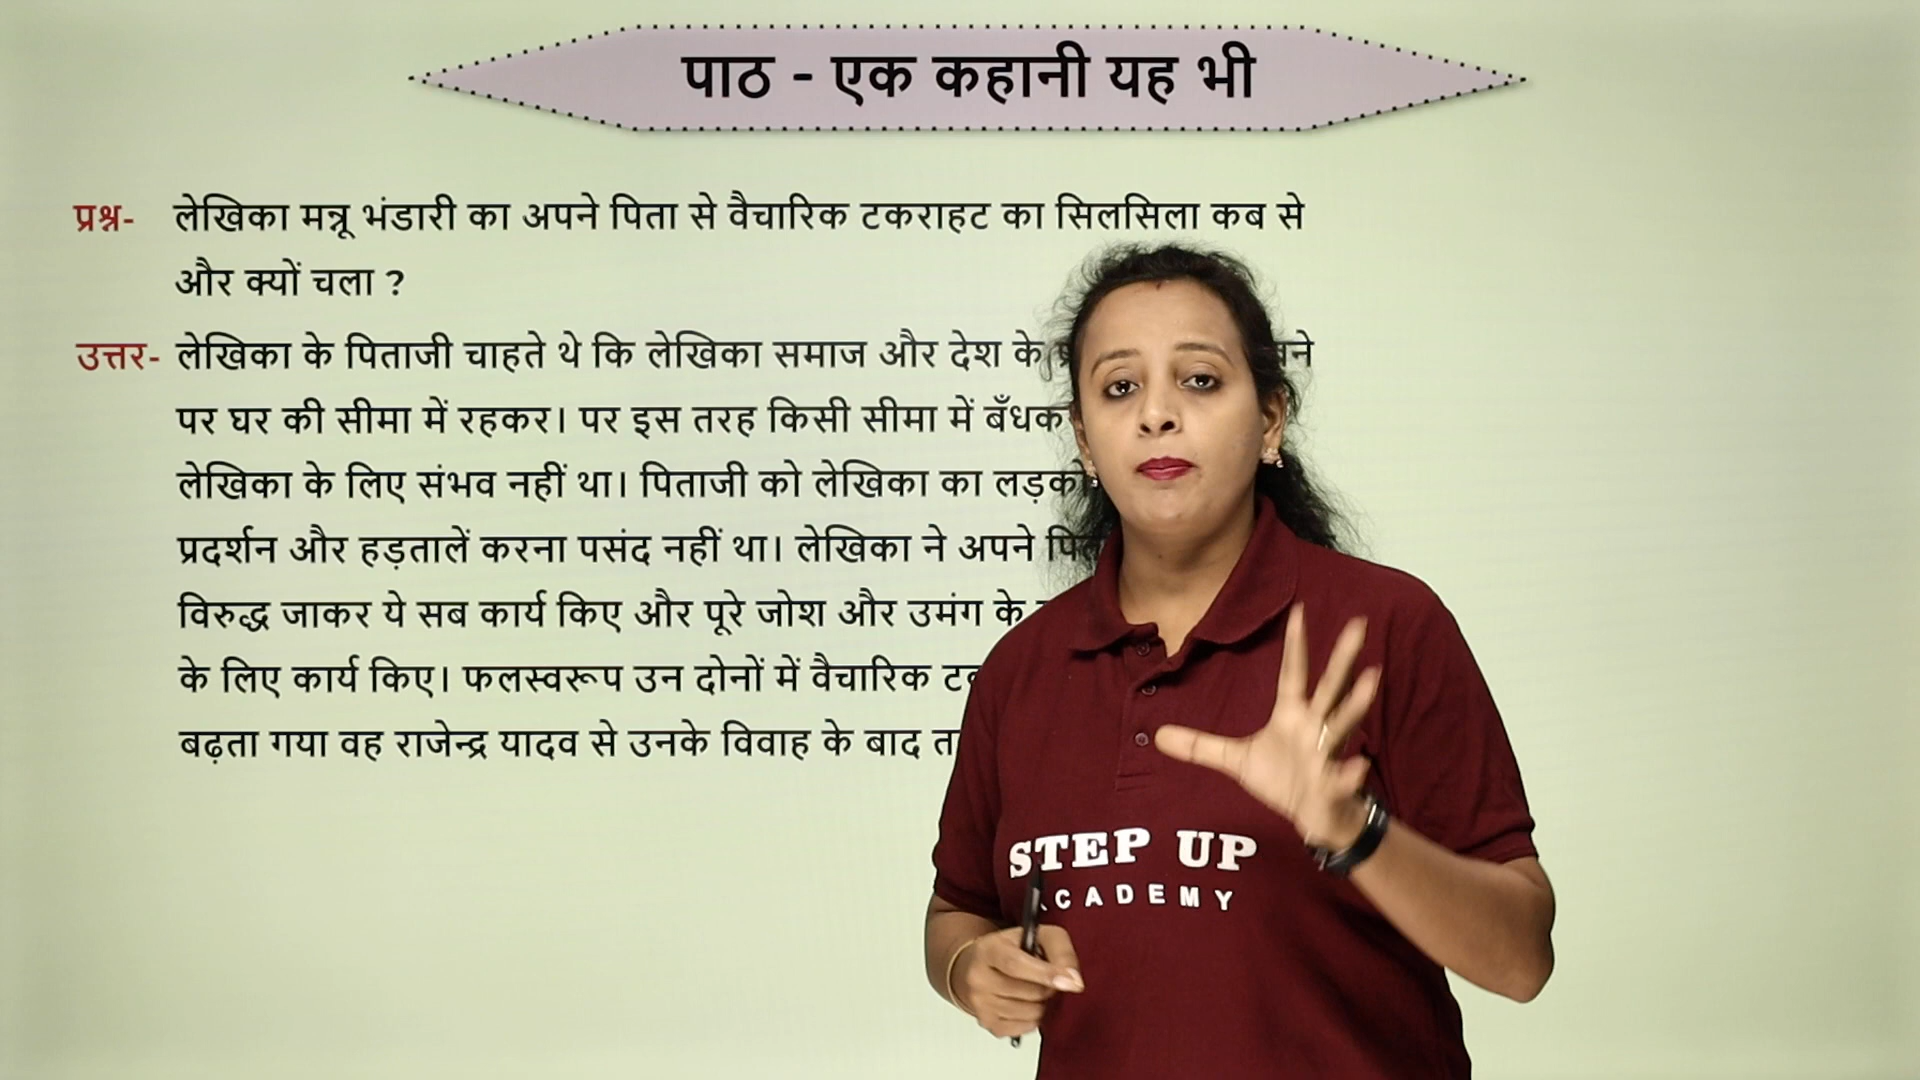 पाठ - एक कहानी यह भी
प्रश्न- लेखिका मन्नू भंडारी का अपने पिता से वैचारिक टकराहट का सिलसिला कब से
और क्यों चला ?
उत्तर- लेखिका के पिताजी चाहते थे कि लेखिका समाज और देश के
पर घर की सीमा में रहकर। पर इस तरह किसी सीमा में
लेखिका के लिए संभव नहीं था। पिताजी को लेखिका का
प्रदर्शन और हड़तालें करना पसंद नहीं था। लेखिका ने अपने
विरुद्ध जाकर ये सब कार्य किए और पूरे जोश और उमंग के
के लिए कार्य किए। फलस्वरूप उन दोनों में वैचारिक
बढ़ता गया वह राजेन्द्र यादव से उनके विवाह के बाद
STEP UP
ACADEMY